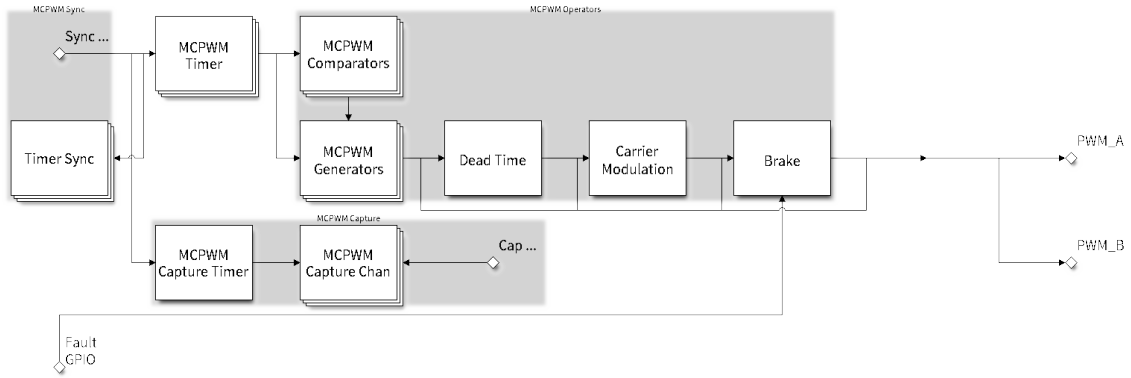 MCPWM Sync
MCPWM Operators
Sync ...
MCPWM
Timer
MCPWM
Comparators
Timer Sync
MCPWM
Generators
Dead Time
Carrier
Modulation
Brake
PWM_A
MCPWM Capture
MCPWM
Capture Timer
MCPWM
Capture Chan
Cap ...
PWM_B
Fault
GPIO